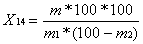 X₁₄ = m*100*100 / m₁*(100-m₂)